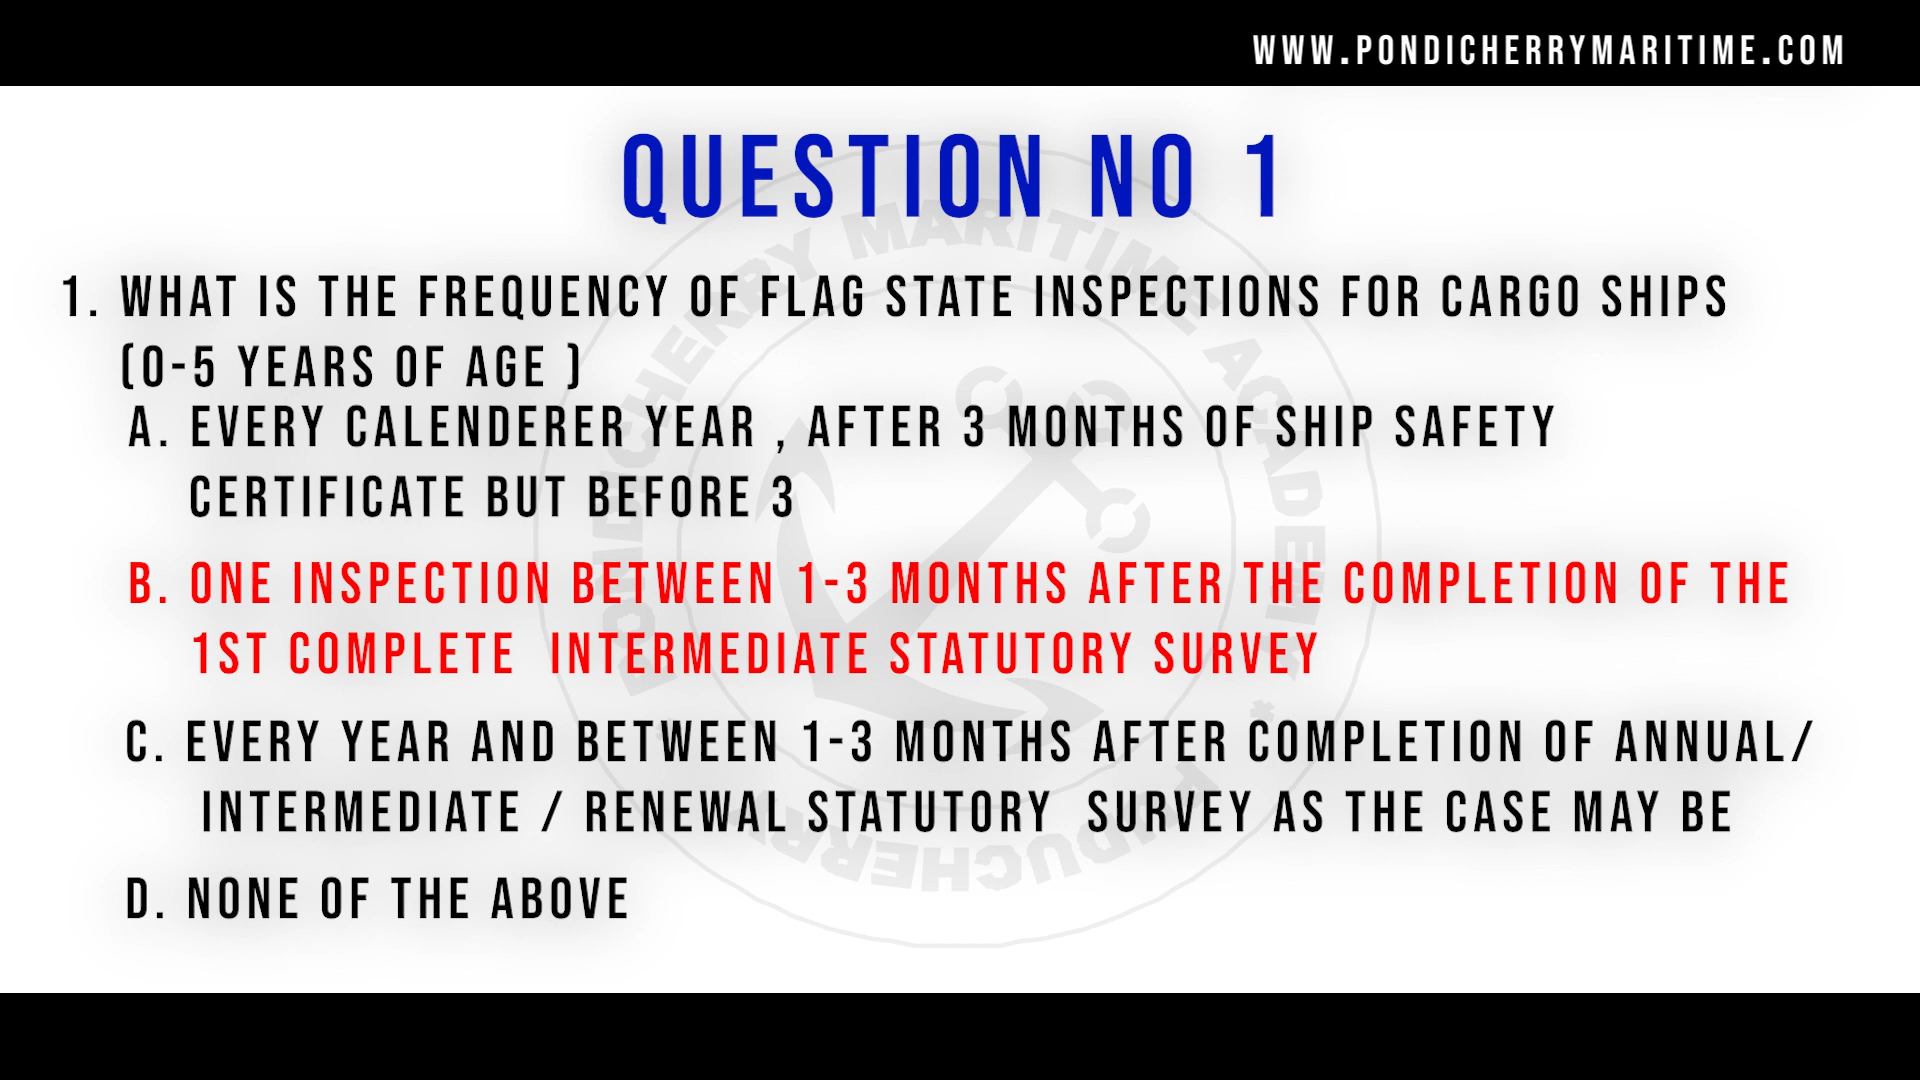 WWW.PONDICHERRYMARITIME.COM
QUESTION NO 1
1. WHAT IS THE FREQUENCY OF FLAG STATE INSPECTIONS FOR CARGO SHIPS
(0-5 YEARS OF AGE )
A. EVERY CALENDERER YEAR , AFTER 3 MONTHS OF SHIP SAFETY
CERTIFICATE BUT BEFORE 3
B. ONE INSPECTION BETWEEN 1-3 MONTHS AFTER THE COMPLETION OF THE
1ST COMPLETE INTERMEDIATE STATUTORY SURVEY
C. EVERY YEAR AND BETWEEN 1-3 MONTHS AFTER COMPLETION OF ANNUAL/
INTERMEDIATE / RENEWAL STATUTORY SURVEY AS THE CASE MAY BE
D. NONE OF THE ABOVE
PONDICHERRY MARITIME ACADEMY *
PUDUCHERRY